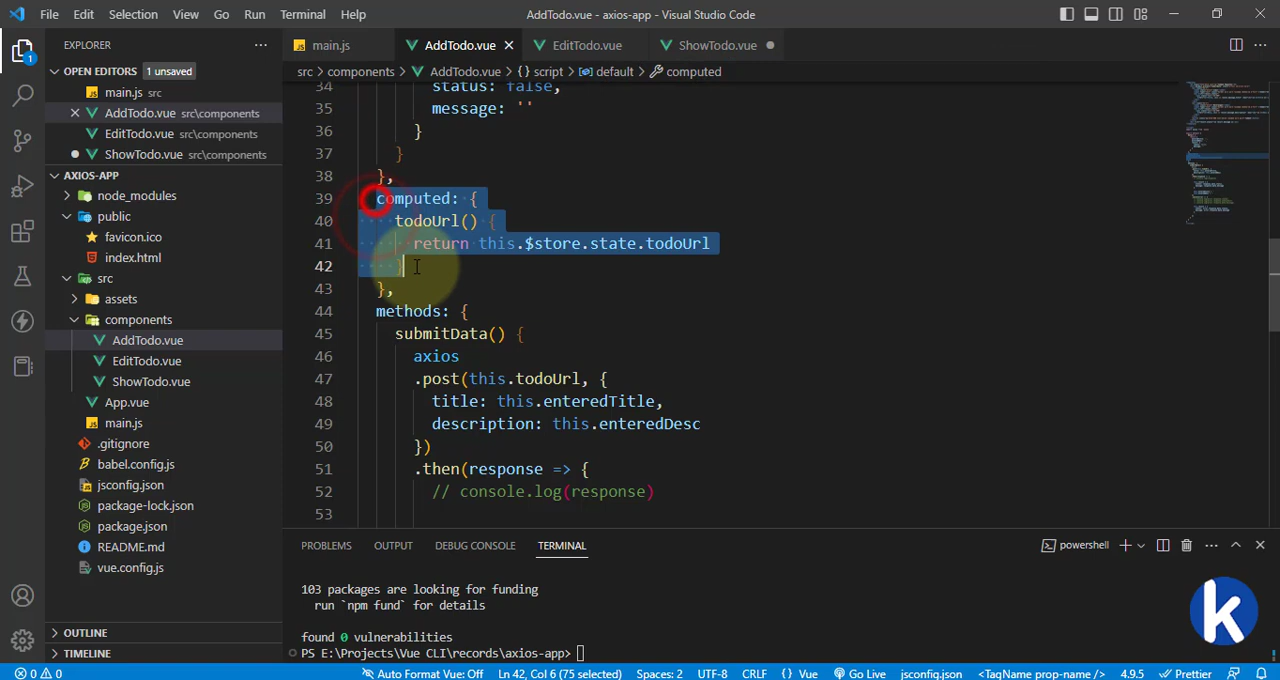 File Edit Selection View Go Run Terminal Help AddTodo.vue - axios-app - Visual Studio Code
EXPLORER
main.js AddTodo.vue EditTodo.vue ShowTodo.vue
OPEN EDITORS 1 unsaved
src > components > AddTodo.vue > {} script > default > computed
main.js src
AddTodo.vue src\components
EditTodo.vue src\components
ShowTodo.vue src\components
AXIOS-APP
node_modules
public
favicon.ico
index.html
src
assets
components
AddTodo.vue
EditTodo.vue
ShowTodo.vue
App.vue
main.js
.gitignore
babel.config.js
jsconfig.json
package-lock.json
package.json
README.md
vue.config.js
OUTLINE
TIMELINE
1
34 status: false,
35 message: ''
36 }
37 }
38 },
39 computed: {
40 todoUrl() {
41 return this.$store.state.todoUrl
42 }
43 },
44 methods: {
45 submitData() {
46 axios
47 .post(this.todoUrl, {
48 title: this.enteredTitle,
49 description: this.enteredDesc
50 })
51 .then(response => {
52 // console.log(response)
53
PROBLEMS OUTPUT DEBUG CONSOLE TERMINAL powershell
103 packages are looking for funding
run `npm fund` for details
found 0 vulnerabilities
PS E:\Projects\Vue CLI\records\axios-app>
k
0 0 Auto Format Vue: Off Ln 42, Col 6 (75 selected) Spaces: 2 UTF-8 CRLF {} Vue Go Live jsconfig.json <TagName prop-name /> 4.9.5 Prettier